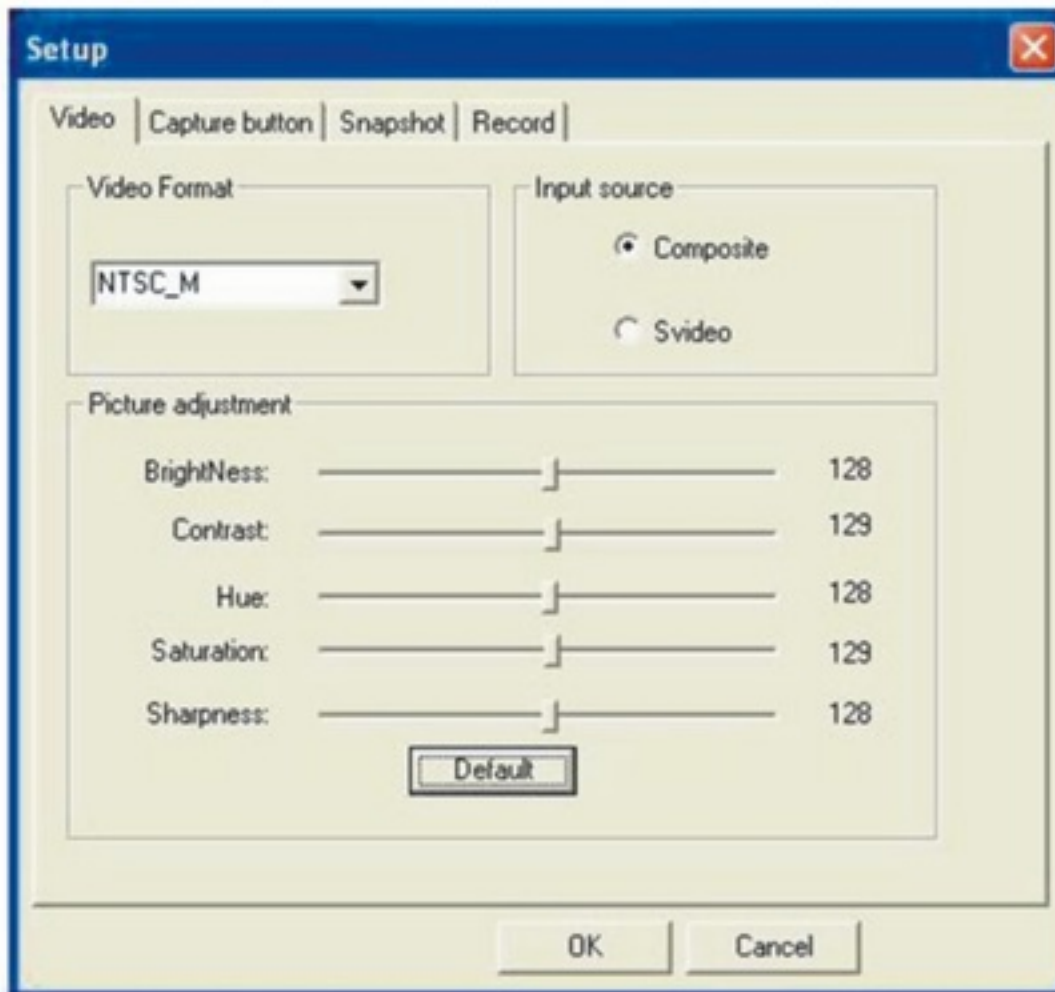 Setup
Video Capture button Snapshot Record
Video Format
NTSC_M
Input source
Composite
Svideo
Picture adjustment
BrightNess: 128
Contrast: 129
Hue: 128
Saturation: 129
Sharpness: 128
Default
OK Cancel